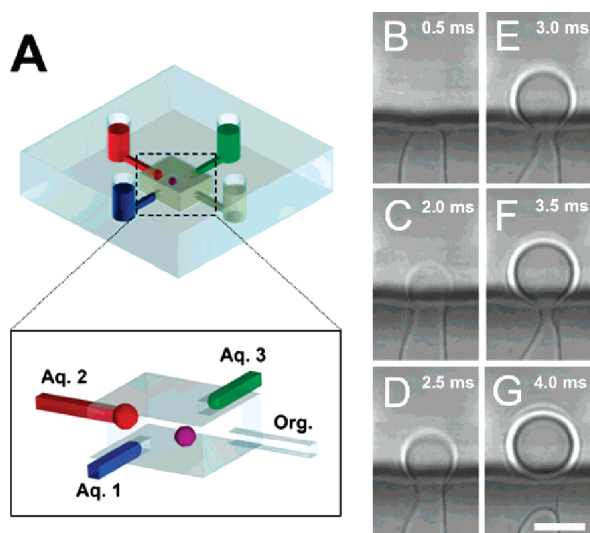 A
B 0.5 ms
E 3.0 ms
C 2.0 ms
F 3.5 ms
D 2.5 ms
G 4.0 ms
Aq. 3
Aq. 2
Org.
Aq. 1